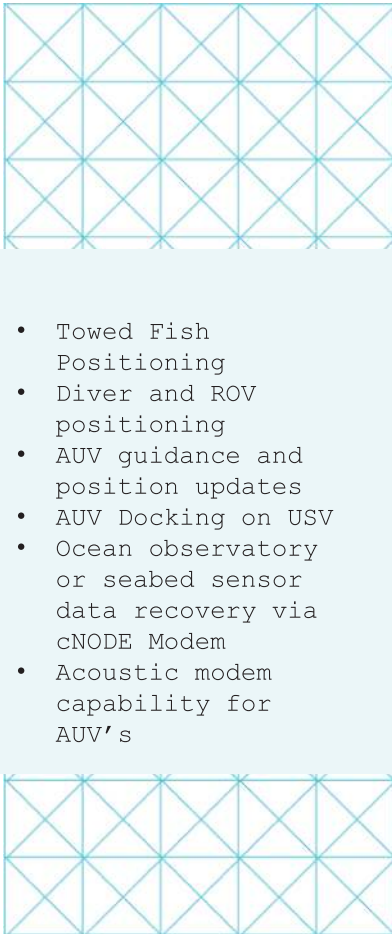 • Towed Fish
Positioning
• Diver and ROV
positioning
• AUV guidance and
position updates
• AUV Docking on USV
• Ocean observatory
or seabed sensor
data recovery via
cNODE Modem
• Acoustic modem
capability for
AUV’s